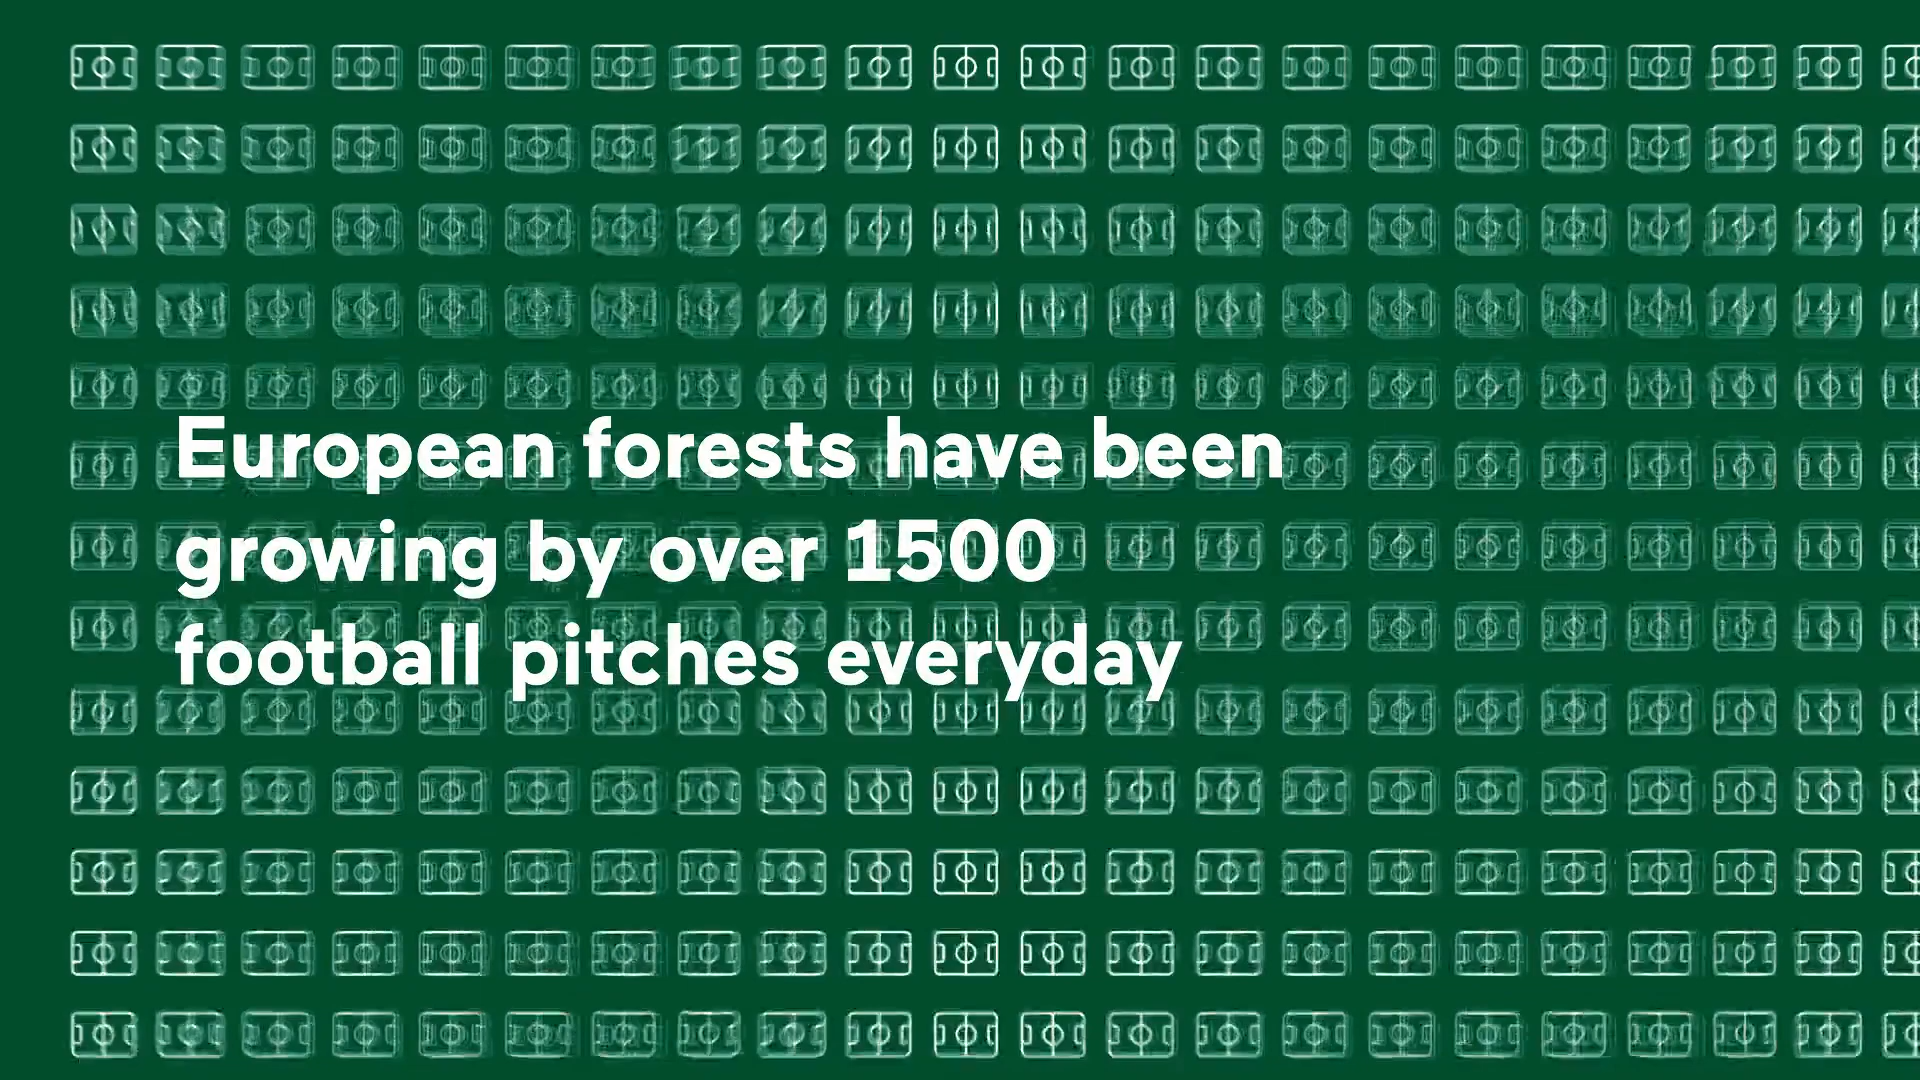 European forests have been
growing by over 1500
football pitches everyday